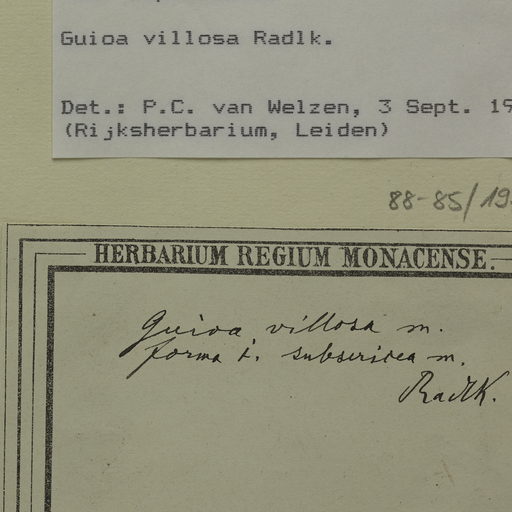 Guioa villosa Radlk.
Det.: P.C. van Welzen, 3 Sept. 19
(Rijksherbarium, Leiden)
88-85/19
HERBARIUM REGIUM MONACENSE.
Guioa villosa m.
forma 1. subsericea m.
Radlk.